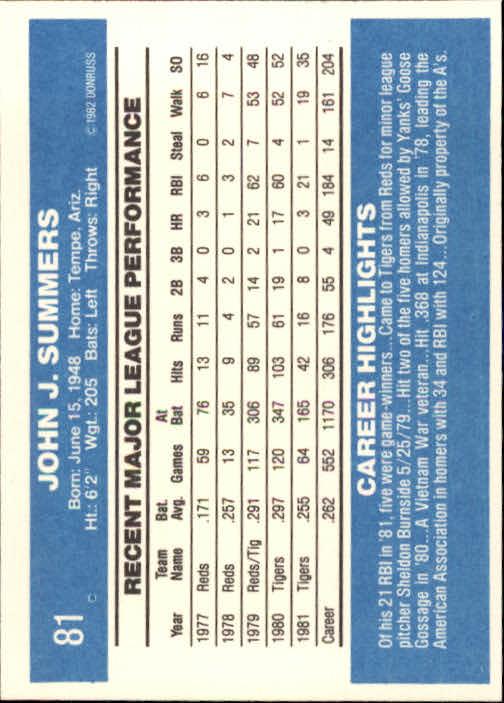 81
© 1982 DONRUSS
JOHN J. SUMMERS
Born: June 15, 1948 Home: Tempe, Ariz.
Ht.: 6'2" Wgt.: 205 Bats: Left Throws: Right
RECENT MAJOR LEAGUE PERFORMANCE
Year Team Name Bat. Avg. Games At Bat Hits Runs 2B 3B HR RBI Steal Walk SO
1977 Reds .171 59 76 13 11 4 0 3 6 0 6 16
1978 Reds .257 13 35 9 4 2 0 1 3 2 7 4
1979 Reds/Tig .291 117 306 89 57 14 2 21 62 7 53 48
1980 Tigers .297 120 347 103 61 19 1 17 60 4 52 52
1981 Tigers .255 64 165 42 16 8 0 3 21 1 19 35
Career .262 552 1170 306 176 55 4 49 184 14 161 204
CAREER HIGHLIGHTS
Of his 21 RBI in '81, five were game-winners...Came to Tigers from Reds for minor league
pitcher Sheldon Burnside 5/25/79...Hit two of the five homers allowed by Yanks' Goose
Gossage in '80...A Vietnam War veteran...Hit .368 at Indianapolis in '78, leading the
American Association in homers with 34 and RBI with 124...Originally property of the A's.